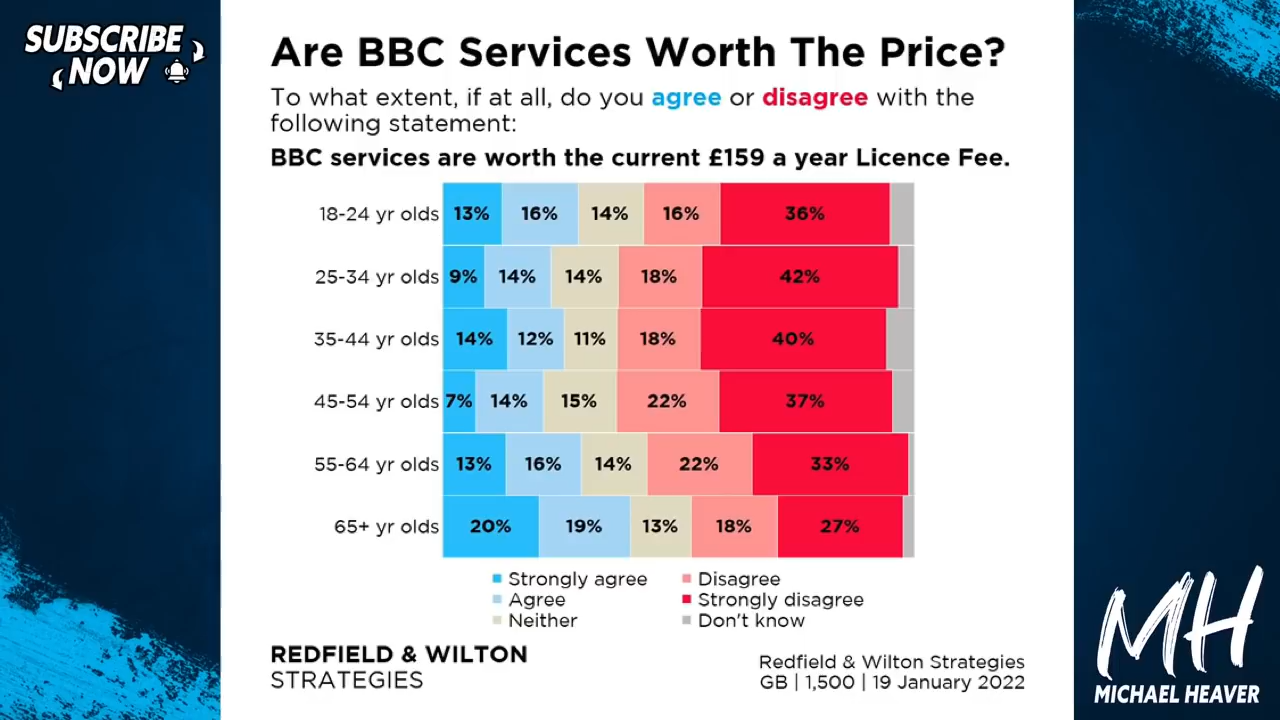 SUBSCRIBE
NOW
Are BBC Services Worth The Price?
To what extent, if at all, do you agree or disagree with the
following statement:
BBC services are worth the current £159 a year Licence Fee.
18-24 yr olds 13% 16% 14% 16% 36%
25-34 yr olds 9% 14% 14% 18% 42%
35-44 yr olds 14% 12% 11% 18% 40%
45-54 yr olds 7% 14% 15% 22% 37%
55-64 yr olds 13% 16% 14% 22% 33%
65+ yr olds 20% 19% 13% 18% 27%
Strongly agree Disagree
Agree Strongly disagree
Neither Don't know
REDFIELD & WILTON
STRATEGIES
Redfield & Wilton Strategies
GB | 1,500 | 19 January 2022
MH
MICHAEL HEAVER